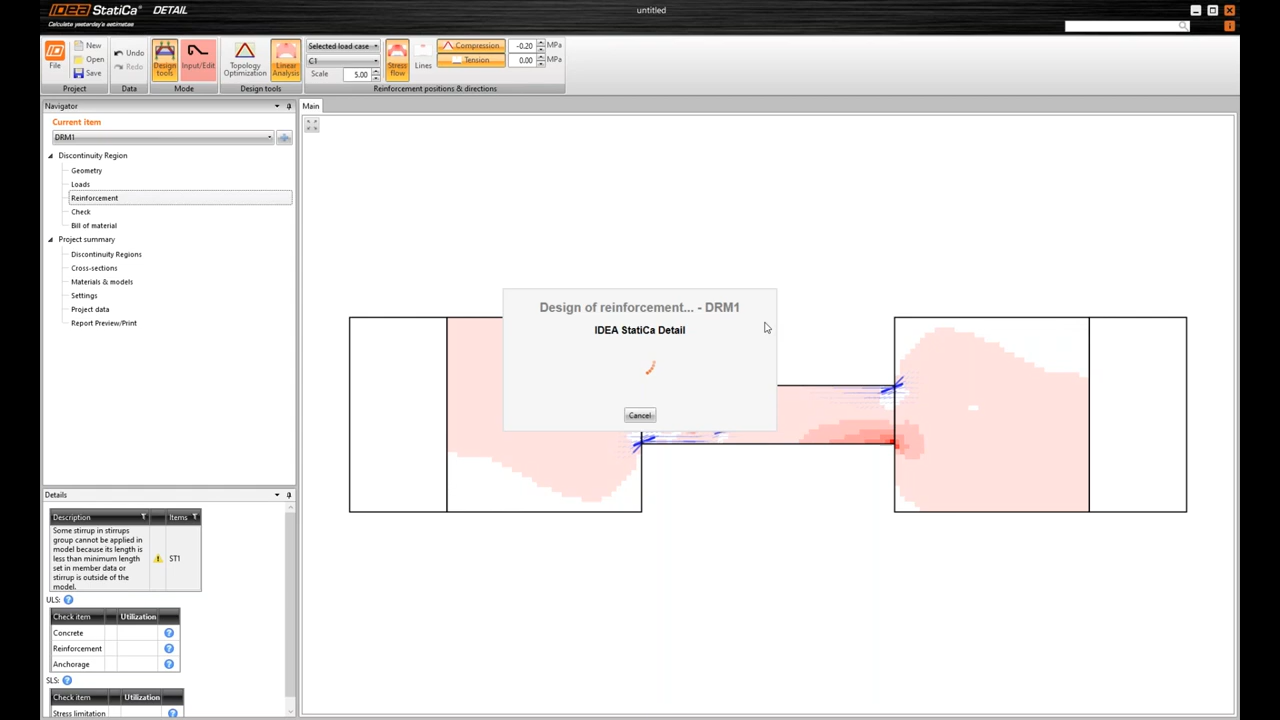 IDEA StatiCa® DETAIL
Calculate yesterday's estimates
untitled
File
New
Open
Save
Project
Undo
Redo
Data
Design tools
Input/Edit
Mode
Topology Optimization
Linear Analysis
Design tools
Selected load case
C1
Scale 5.00
Stress flow
Lines
Compression -0.20 MPa
Tension 0.00 MPa
Reinforcement positions & directions
Navigator
Main
Current item
DRM1
Discontinuity Region
Geometry
Loads
Reinforcement
Check
Bill of material
Project summary
Discontinuity Regions
Cross-sections
Materials & models
Settings
Project data
Report Preview/Print
Design of reinforcement... - DRM1
IDEA StatiCa Detail
Cancel
Details
Description Items
Some stirrup in stirrups
group cannot be applied in
model because its length is
less than minimum length
set in member data or
stirrup is outside of the
model.
ST1
ULS: ?
Check item Utilization
Concrete ?
Reinforcement ?
Anchorage ?
SLS: ?
Check item Utilization
Stress limitation ?